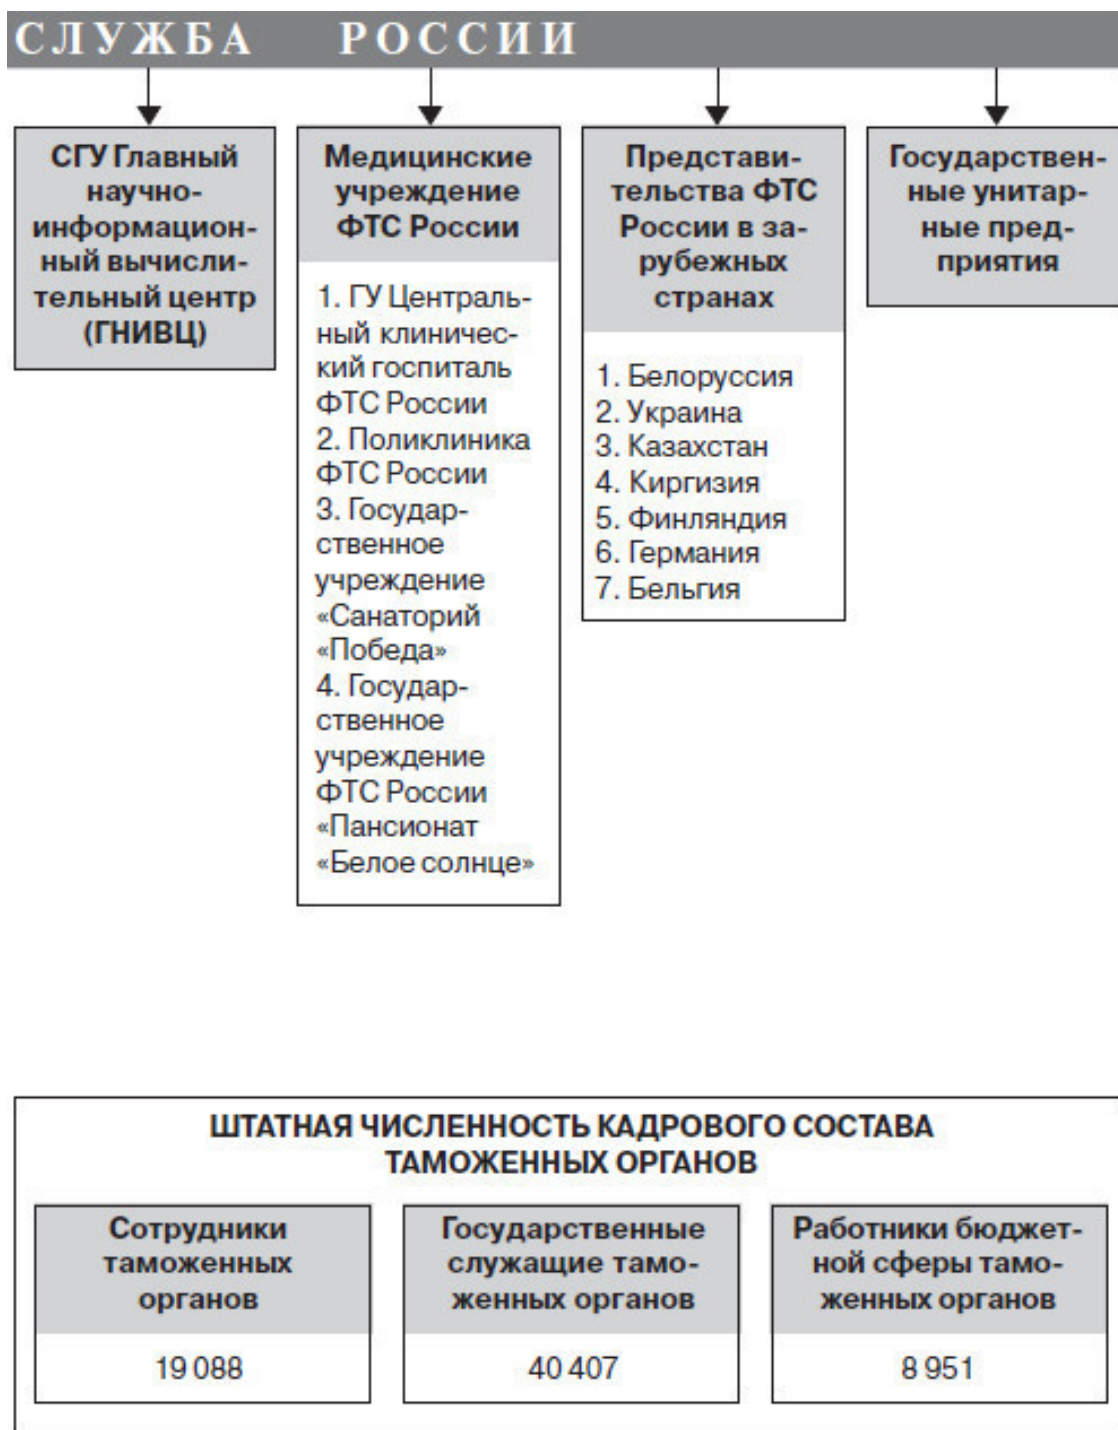 СЛУЖБА РОССИИ
СГУ Главный
научно-
информацион-
ный вычисли-
тельный центр
(ГНИВЦ)
Медицинские
учреждение
ФТС России
1. ГУ Централь-
ный клиничес-
кий госпиталь
ФТС России
2. Поликлиника
ФТС России
3. Государ-
ственное
учреждение
«Санаторий
«Победа»
4. Государ-
ственное
учреждение
ФТС России
«Пансионат
«Белое солнце»
Представи-
тельства ФТС
России в за-
рубежных
странах
1. Белоруссия
2. Украина
3. Казахстан
4. Киргизия
5. Финляндия
6. Германия
7. Бельгия
Государствен-
ные унитар-
ные пред-
приятия
ШТАТНАЯ ЧИСЛЕННОСТЬ КАДРОВОГО СОСТАВА
ТАМОЖЕННЫХ ОРГАНОВ
Сотрудники
таможенных
органов
19 088
Государственные
служащие тамо-
женных органов
40 407
Работники бюджет-
ной сферы тамо-
женных органов
8 951